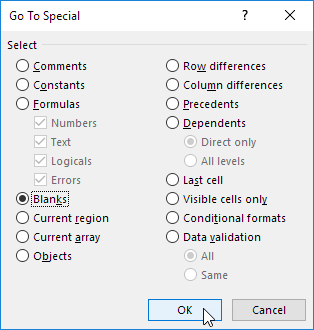 Go To Special
Select
Comments
Constants
Formulas
Numbers
Text
Logicals
Errors
Blanks
Current region
Current array
Objects
Row differences
Column differences
Precedents
Dependents
Direct only
All levels
Last cell
Visible cells only
Conditional formats
Data validation
All
Same
OK
Cancel